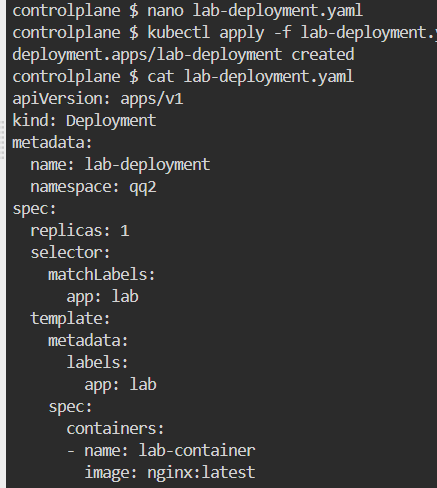 controlplane $ nano lab-deployment.yaml
controlplane $ kubectl apply -f lab-deployment.
deployment.apps/lab-deployment created
controlplane $ cat lab-deployment.yaml
apiVersion: apps/v1
kind: Deployment
metadata:
  name: lab-deployment
  namespace: qq2
spec:
  replicas: 1
  selector:
    matchLabels:
      app: lab
  template:
    metadata:
      labels:
        app: lab
    spec:
      containers:
      - name: lab-container
        image: nginx:latest